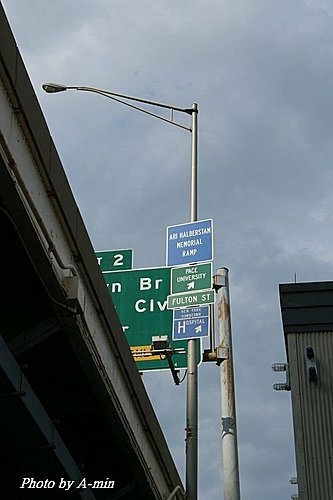 ARI HALBERSTAM
MEMORIAL
RAMP
T 2
PACE
UNIVERSITY
n Br
Civ
FULTON ST
NEW YORK
DOWNTOWN
HOSPITAL
Photo by A-min